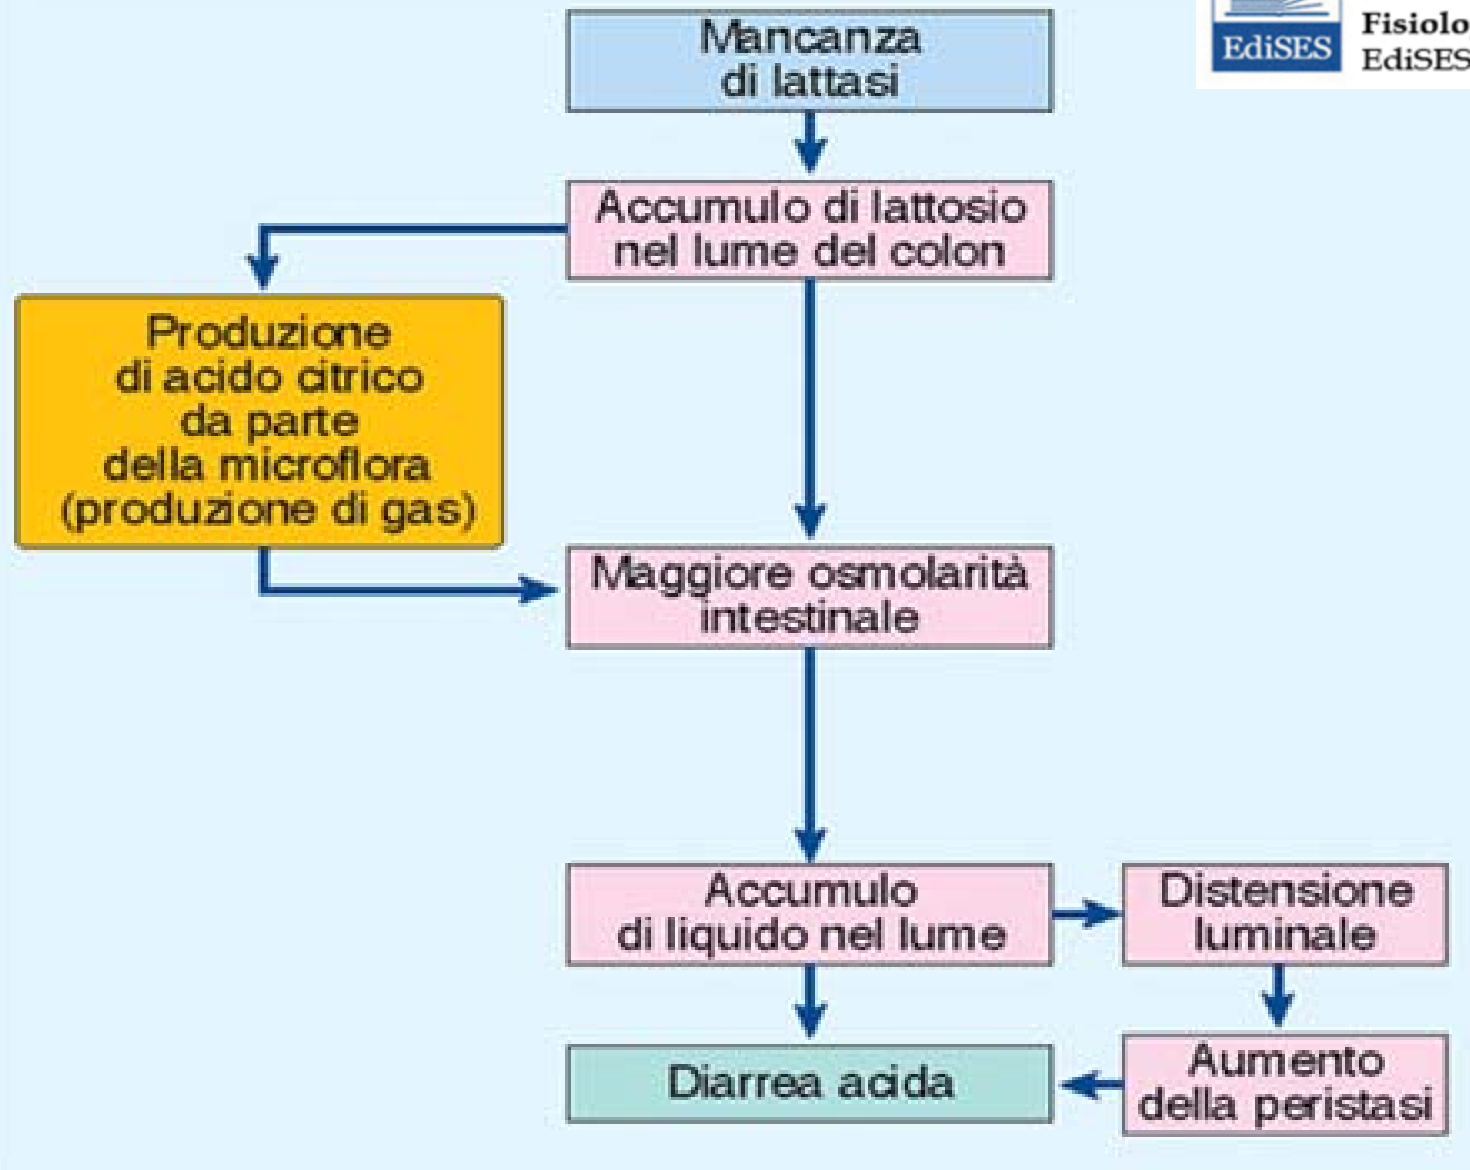 Mancanza
di lattasi
EdiSES
EdiSES
Accumulo di lattosio
nel lume del colon
Produzione
di acido citrico
da parte
della microflora
(produzione di gas)
Maggiore osmolarità
intestinale
Accumulo
di liquido nel lume
Distensione
luminale
Diarrea acida
Aumento
della peristasi